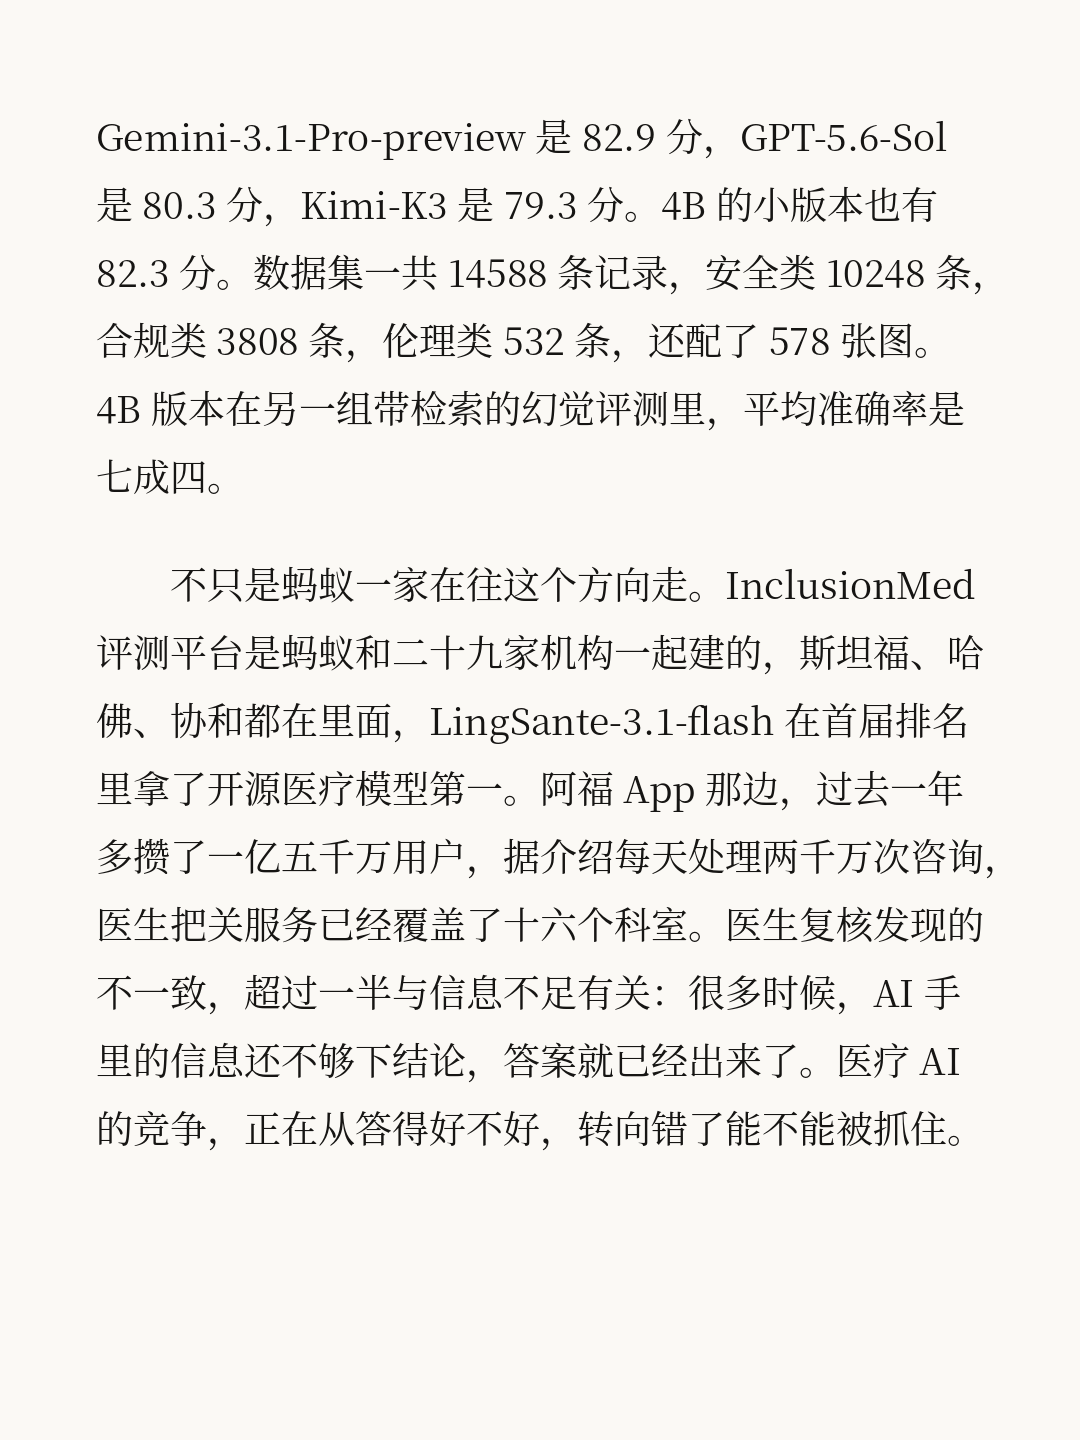 Gemini-3.1-Pro-preview 是 82.9 分，GPT-5.6-Sol
是 80.3 分，Kimi-K3 是 79.3 分。4B 的小版本也有
82.3 分。数据集一共 14588 条记录，安全类 10248 条，
合规类 3808 条，伦理类 532 条，还配了 578 张图。
4B 版本在另一组带检索的幻觉评测里，平均准确率是
七成四。
不只是蚂蚁一家在往这个方向走。InclusionMed
评测平台是蚂蚁和二十九家机构一起建的，斯坦福、哈
佛、协和都在里面，LingSante-3.1-flash 在首届排名
里拿了开源医疗模型第一。阿福 App 那边，过去一年
多攒了一亿五千万用户，据介绍每天处理两千万次咨询，
医生把关服务已经覆盖了十六个科室。医生复核发现的
不一致，超过一半与信息不足有关：很多时候，AI 手
里的信息还不够下结论，答案就已经出来了。医疗 AI
的竞争，正在从答得好不好，转向错了能不能被抓住。